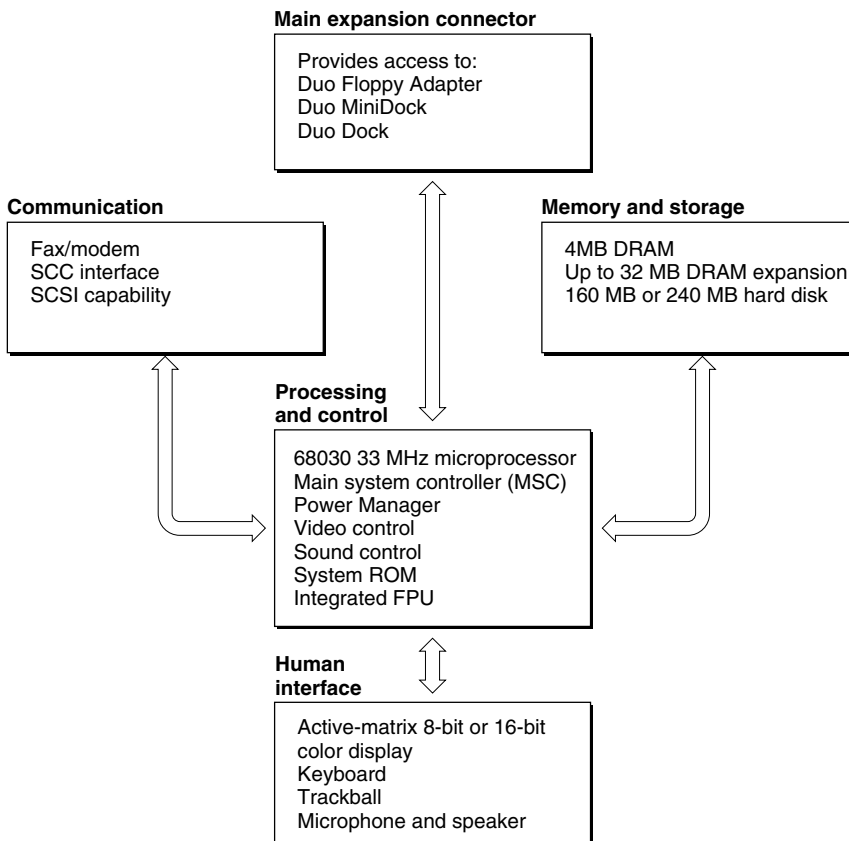 Main expansion connector
Provides access to:
Duo Floppy Adapter
Duo MiniDock
Duo Dock
Communication
Fax/modem
SCC interface
SCSI capability
Memory and storage
4MB DRAM
Up to 32 MB DRAM expansion
160 MB or 240 MB hard disk
Processing
and control
68030 33 MHz microprocessor
Main system controller (MSC)
Power Manager
Video control
Sound control
System ROM
Integrated FPU
Human
interface
Active-matrix 8-bit or 16-bit
color display
Keyboard
Trackball
Microphone and speaker